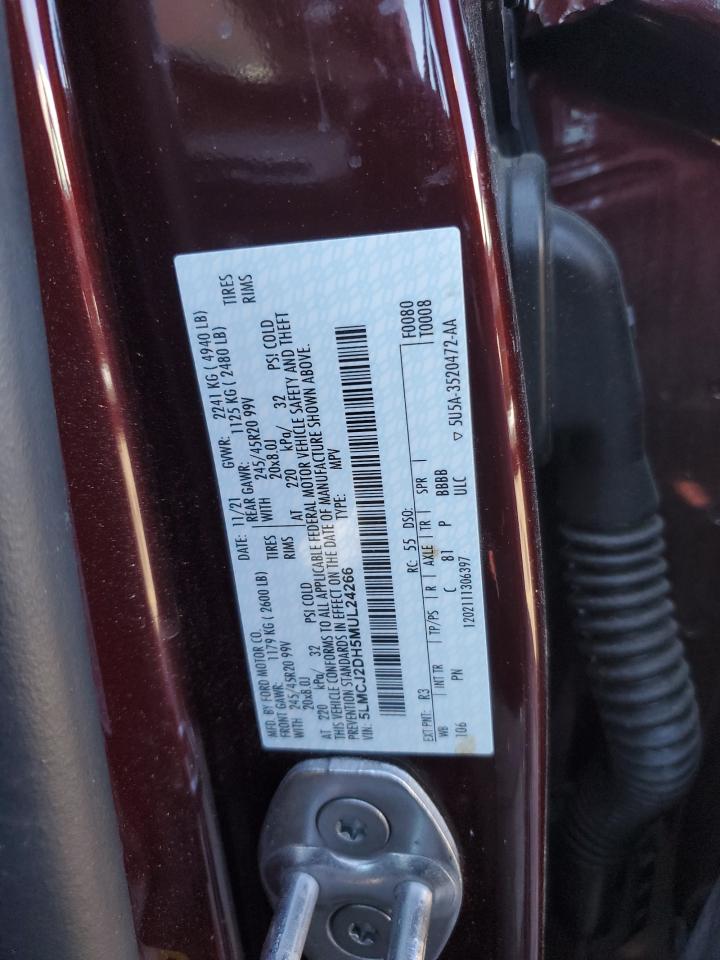 MFD. BY FORD MOTOR CO. DATE: 11/21 GVWR: 2241 KG ( 4940 LB)
FRONT GAWR: 1179 KG ( 2600 LB) REAR GAWR: 1125 KG ( 2480 LB)
WITH 245/45R20 99V TIRES WITH 245/45R20 99V TIRES
20x8.0J RIMS 20x8.0J RIMS
AT 220 kPa/ 32 PSI COLD AT 220 kPa/ 32 PSI COLD
THIS VEHICLE CONFORMS TO ALL APPLICABLE FEDERAL MOTOR VEHICLE SAFETY AND THEFT
PREVENTION STANDARDS IN EFFECT ON THE DATE OF MANUFACTURE SHOWN ABOVE.
VIN: 5LMCJ2DH5MUL24266 TYPE: MPV
EXT PNT: R3 RC: 55 DSO: F0080
WB INT TR TP/PS R AXLE TR SPR T0008
106 PN C 81 P BBBB
1202111306397 ULC ▽ 5U5A-3520472-AA